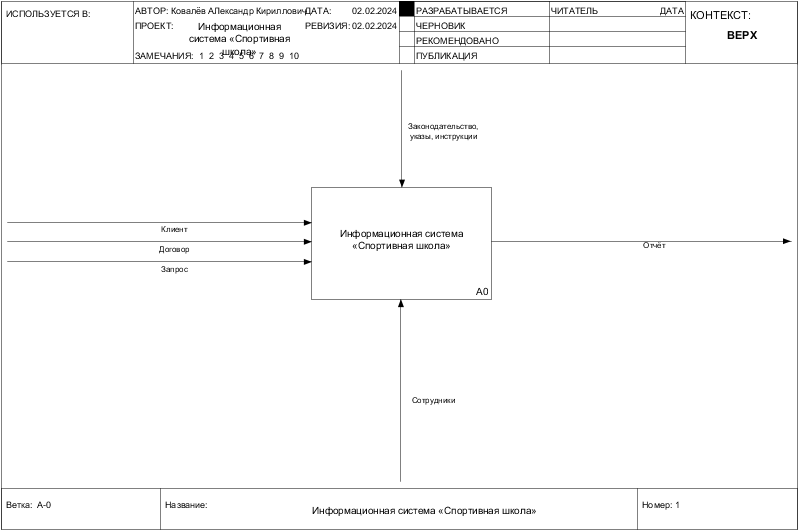 ИСПОЛЬЗУЕТСЯ В:
АВТОР: Ковалёв АЛександр Кириллович
ДАТА: 02.02.2024
ПРОЕКТ: Информационная
система «Спортивная
школа»
РЕВИЗИЯ: 02.02.2024
ЗАМЕЧАНИЯ: 1 2 3 4 5 6 7 8 9 10
РАЗРАБАТЫВАЕТСЯ
ЧЕРНОВИК
РЕКОМЕНДОВАНО
ПУБЛИКАЦИЯ
ЧИТАТЕЛЬ ДАТА
КОНТЕКСТ:
ВЕРХ
Законодательство,
указы, инструкции
Клиент
Договор
Запрос
Информационная система
«Спортивная школа»
A0
Отчёт
Сотрудники
Ветка: A-0
Название:
Информационная система «Спортивная школа»
Номер: 1